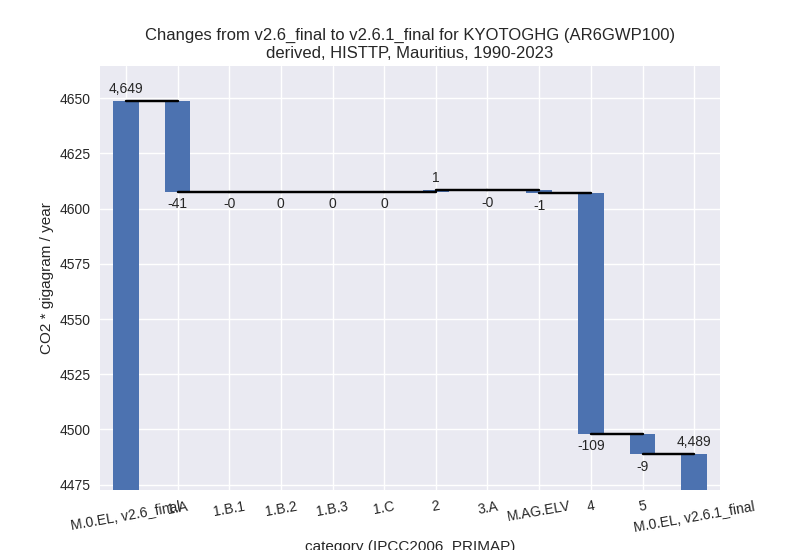 Changes from v2.6_final to v2.6.1_final for KYOTOGHG (AR6GWP100)
derived, HISTTP, Mauritius, 1990-2023
CO2 * gigagram / year
4650
4625
4600
4575
4550
4525
4500
4475
4,649
-41
-0
0
0
0
1
-0
-1
-109
-9
4,489
M.0.EL, v2.6_final
1.A
1.B.1
1.B.2
1.B.3
1.C
2
3.A
M.AG.ELV
4
5
M.0.EL, v2.6.1_final
category (IPCC2006_PRIMAP)